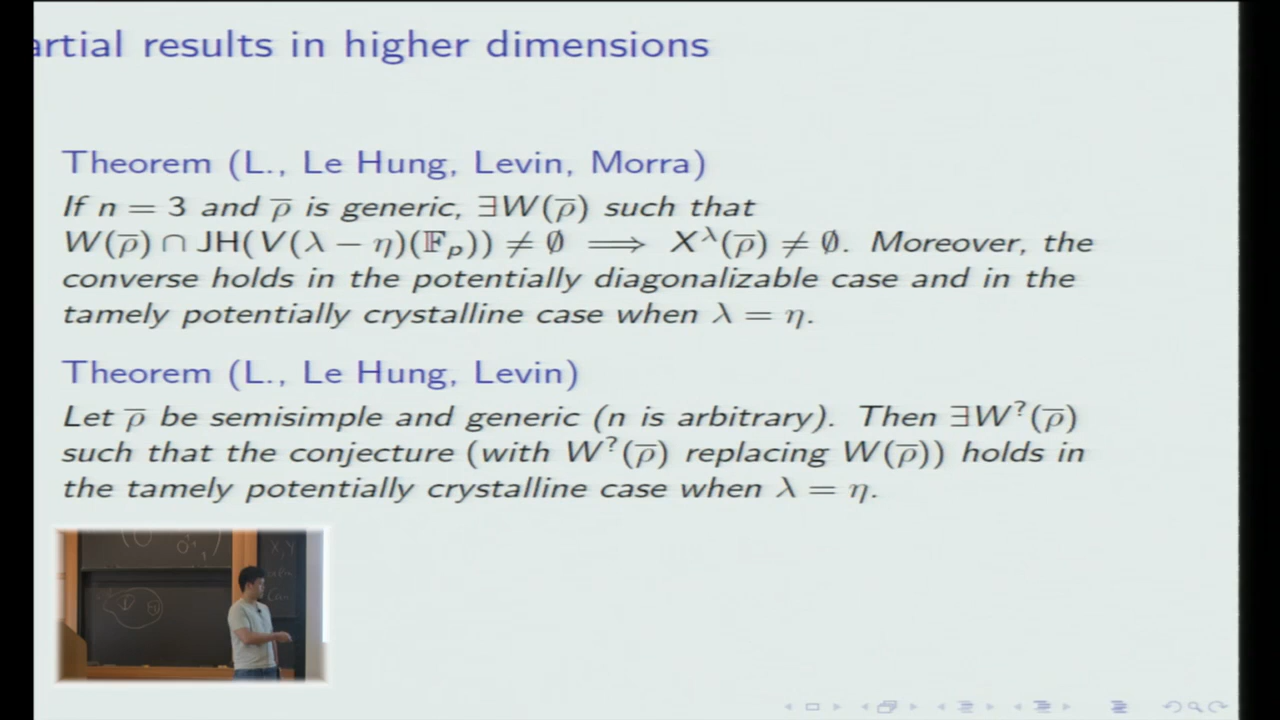 artial results in higher dimensions
Theorem (L., Le Hung, Levin, Morra)
If n = 3 and ρ̅ is generic, ∃W(ρ̅) such that
W(ρ̅) ∩ JH(V(λ − η)(𝔽ₚ)) ≠ ∅ ⟹ X^λ(ρ̅) ≠ ∅. Moreover, the
converse holds in the potentially diagonalizable case and in the
tamely potentially crystalline case when λ = η.
Theorem (L., Le Hung, Levin)
Let ρ̅ be semisimple and generic (n is arbitrary). Then ∃W^?(ρ̅)
such that the conjecture (with W^?(ρ̅) replacing W(ρ̅)) holds in
the tamely potentially crystalline case when λ = η.
X, Y